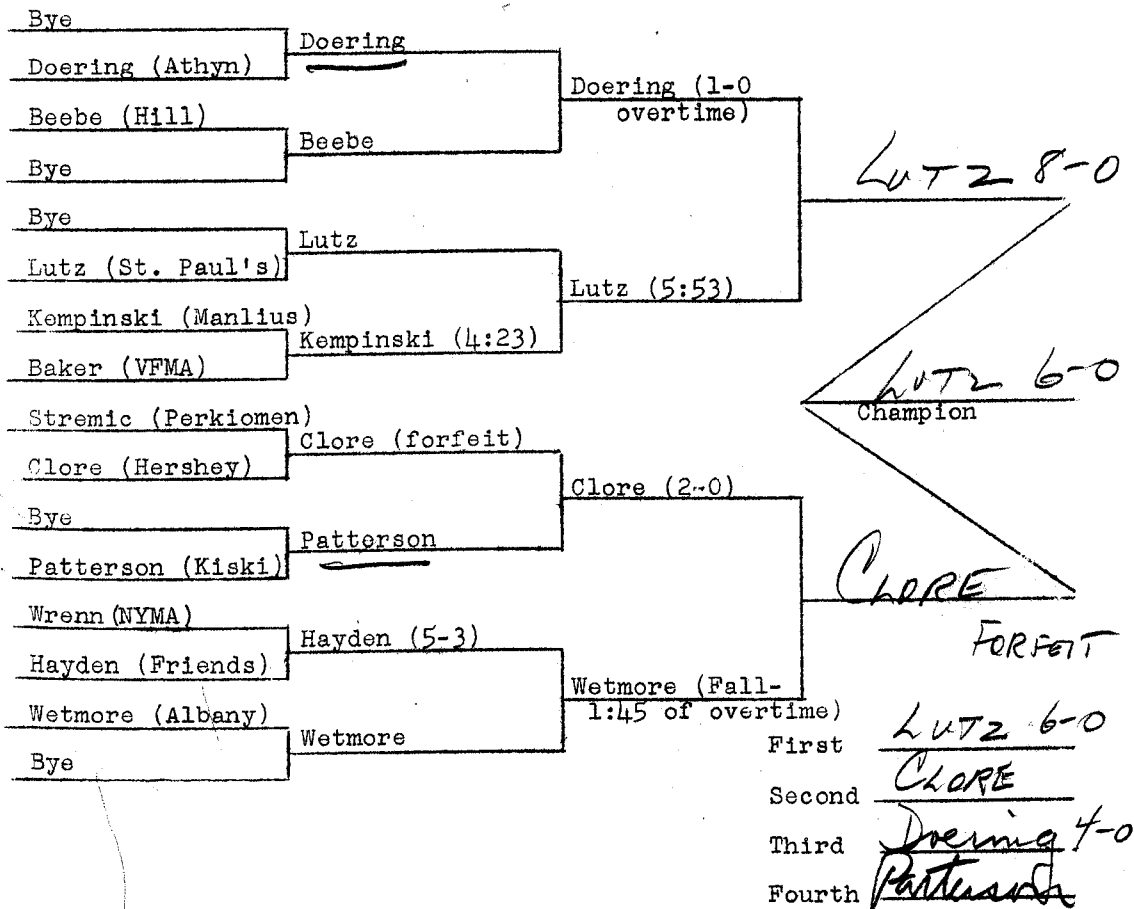 Bye
Doering (Athyn)
Beebe (Hill)
Bye
Bye
Lutz (St. Paul's)
Kempinski (Manlius)
Baker (VFMA)
Stremic (Perkiomen)
Clore (Hershey)
Bye
Patterson (Kiski)
Wrenn (NYMA)
Hayden (Friends)
Wetmore (Albany)
Bye
Doering
Beebe
Lutz
Kempinski (4:23)
Clore (forfeit)
Patterson
Hayden (5-3)
Wetmore
Doering (1-0
overtime)
Lutz (5:53)
Clore (2-0)
Wetmore (Fall-
1:45 of overtime)
LUTZ 8-0
CLORE
FORFEIT
LUTZ 6-0
Champion
First LUTZ 6-0
Second CLORE
Third Doering 4-0
Fourth Patterson